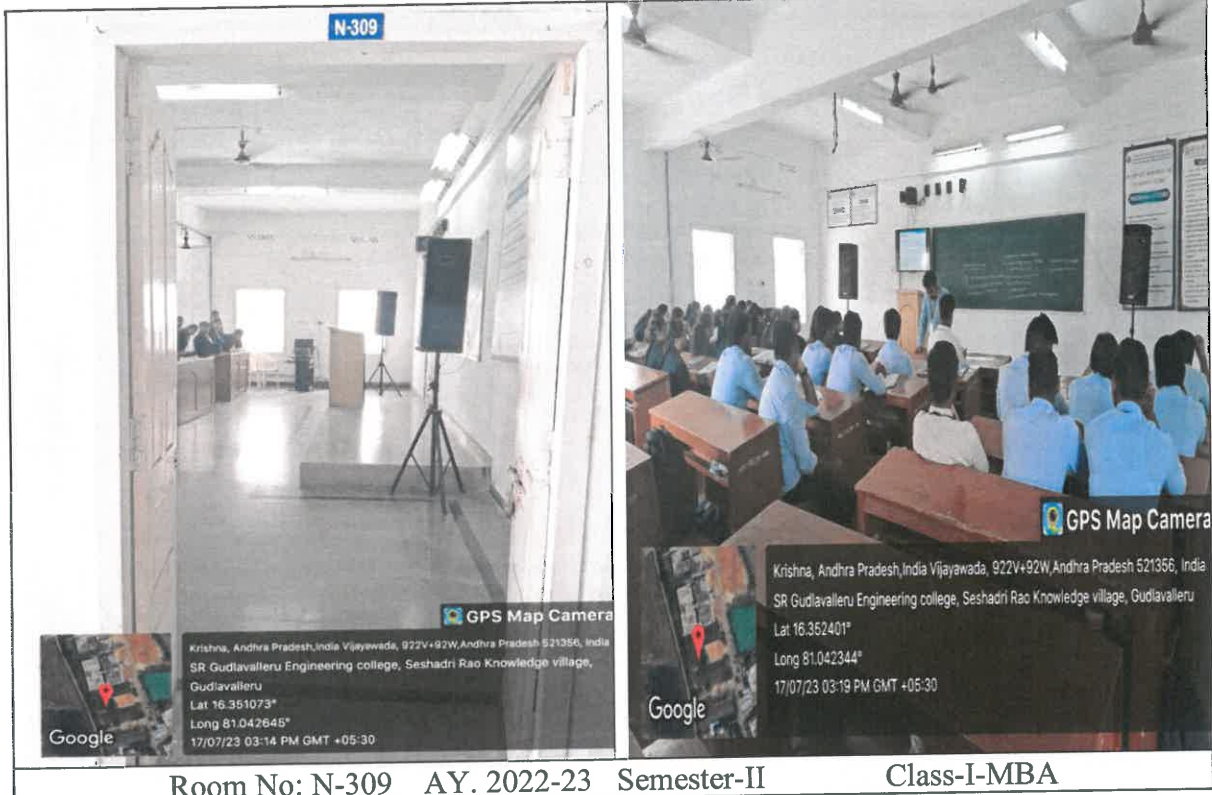 N-309
GPS Map Camera
Krishna, Andhra Pradesh,India Vijayawada, 922V+92W,Andhra Pradesh 521356, India
SR Gudlavalleru Engineering college, Seshadri Rao Knowledge village,
Gudlavalleru
Lat 16.351073°
Long 81.042645°
17/07/23 03:14 PM GMT +05:30
Google
GPS Map Camera
Krishna, Andhra Pradesh,India Vijayawada, 922V+92W,Andhra Pradesh 521356, India
SR Gudlavalleru Engineering college, Seshadri Rao Knowledge village, Gudlavalleru
Lat 16.352401°
Long 81.042344°
17/07/23 03:19 PM GMT +05:30
Google
Room No: N-309 AY. 2022-23 Semester-II Class-I-MBA